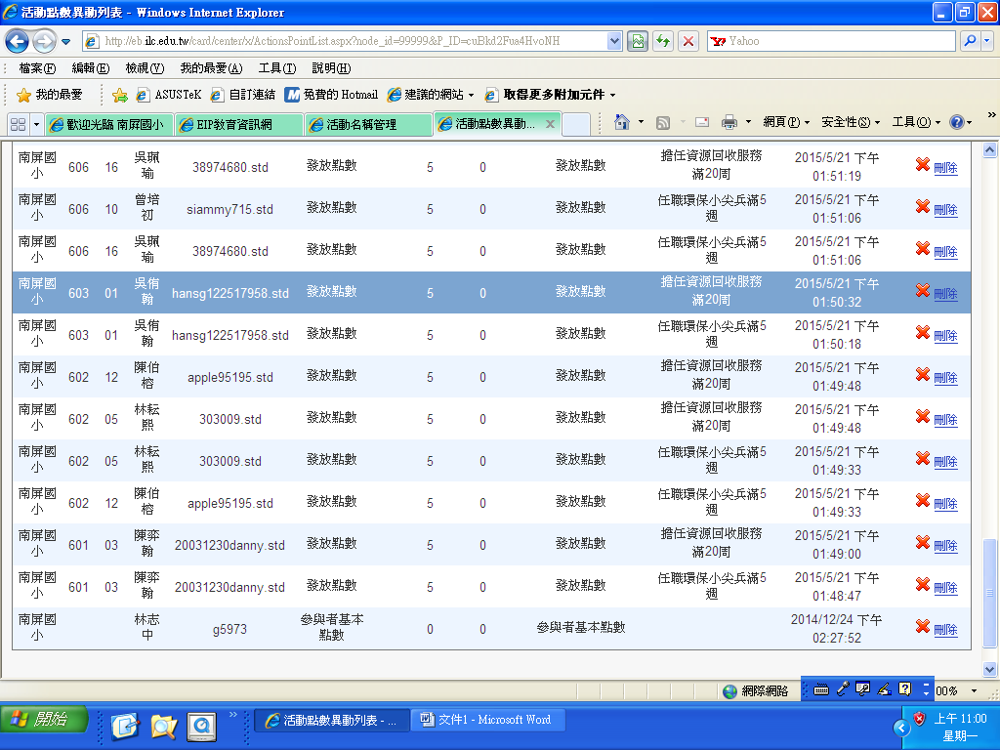 活動點數異動列表 - Windows Internet Explorer
http://eb.ilc.edu.tw/card/center/x/ActionsPointList.aspx?node_id=99999&P_ID=cuBkd2Fua4HvoNH
Yahoo
檔案(F) 編輯(E) 檢視(V) 我的最愛(A) 工具(T) 說明(H)
我的最愛 ASUSTeK 自訂連結 免費的 Hotmail 建議的網站 取得更多附加元件
歡迎光臨 南屏國小 EIP教育資訊網 活動名稱管理 活動點數異動... 網頁(P) 安全性(S) 工具(O)
南屏國小 606 16 吳珮瑜 38974680.std 發放點數 5 0 發放點數 擔任資源回收服務滿20周 2015/5/21 下午 01:51:19 刪除
南屏國小 606 10 曾培初 siammy715.std 發放點數 5 0 發放點數 任職環保小尖兵滿5週 2015/5/21 下午 01:51:06 刪除
南屏國小 606 16 吳珮瑜 38974680.std 發放點數 5 0 發放點數 任職環保小尖兵滿5週 2015/5/21 下午 01:51:06 刪除
南屏國小 603 01 吳侑翰 hansg122517958.std 發放點數 5 0 發放點數 擔任資源回收服務滿20周 2015/5/21 下午 01:50:32 刪除
南屏國小 603 01 吳侑翰 hansg122517958.std 發放點數 5 0 發放點數 任職環保小尖兵滿5週 2015/5/21 下午 01:50:18 刪除
南屏國小 602 12 陳伯榕 apple95195.std 發放點數 5 0 發放點數 擔任資源回收服務滿20周 2015/5/21 下午 01:49:48 刪除
南屏國小 602 05 林耘熙 303009.std 發放點數 5 0 發放點數 擔任資源回收服務滿20周 2015/5/21 下午 01:49:48 刪除
南屏國小 602 05 林耘熙 303009.std 發放點數 5 0 發放點數 任職環保小尖兵滿5週 2015/5/21 下午 01:49:33 刪除
南屏國小 602 12 陳伯榕 apple95195.std 發放點數 5 0 發放點數 任職環保小尖兵滿5週 2015/5/21 下午 01:49:33 刪除
南屏國小 601 03 陳弈翰 20031230danny.std 發放點數 5 0 發放點數 擔任資源回收服務滿20周 2015/5/21 下午 01:49:00 刪除
南屏國小 601 03 陳弈翰 20031230danny.std 發放點數 5 0 發放點數 任職環保小尖兵滿5週 2015/5/21 下午 01:48:47 刪除
南屏國小 林志中 g5973 參與者基本點數 0 0 參與者基本點數 2014/12/24 下午 02:27:52 刪除
網際網路 00%
開始 活動點數異動列表 - ... 文件1 - Microsoft Word 上午 11:00
星期一